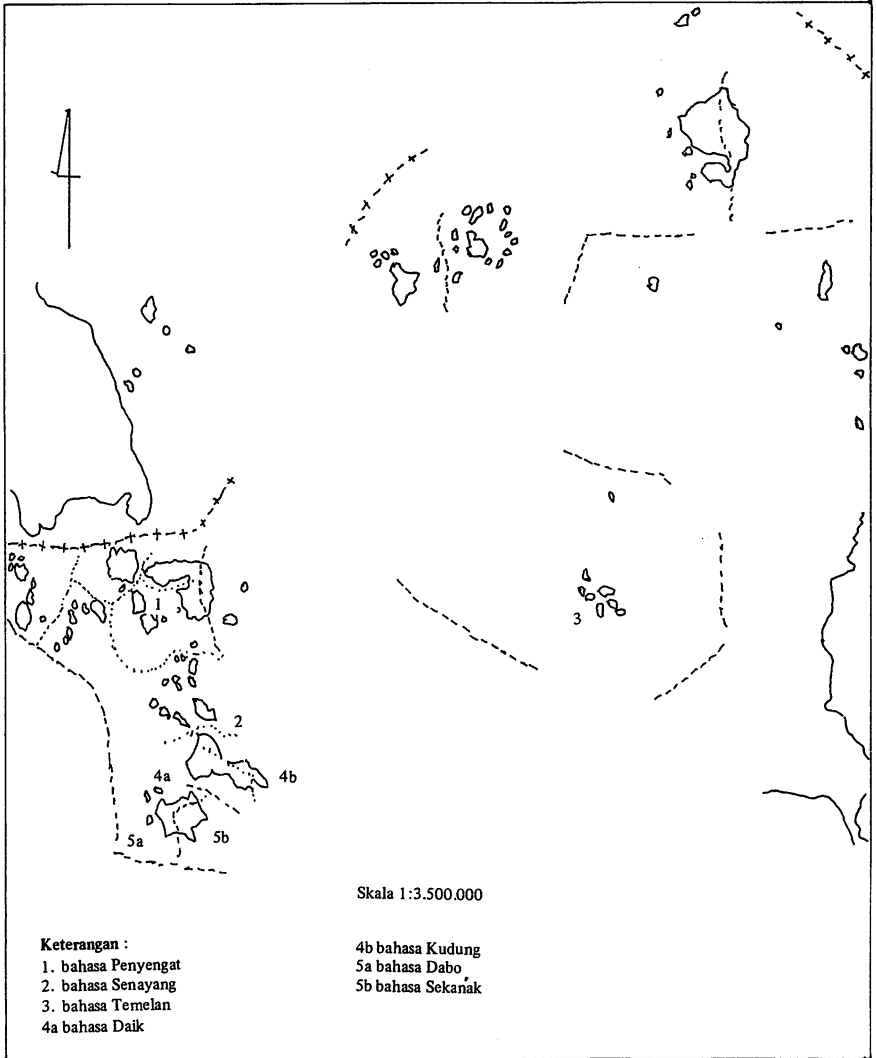 1
3
2
4a
4b
5a
5b
Skala 1:3.500.000
Keterangan :
1. bahasa Penyengat
2. bahasa Senayang
3. bahasa Temelan
4a bahasa Daik
4b bahasa Kudung
5a bahasa Dabo
5b bahasa Sekanak